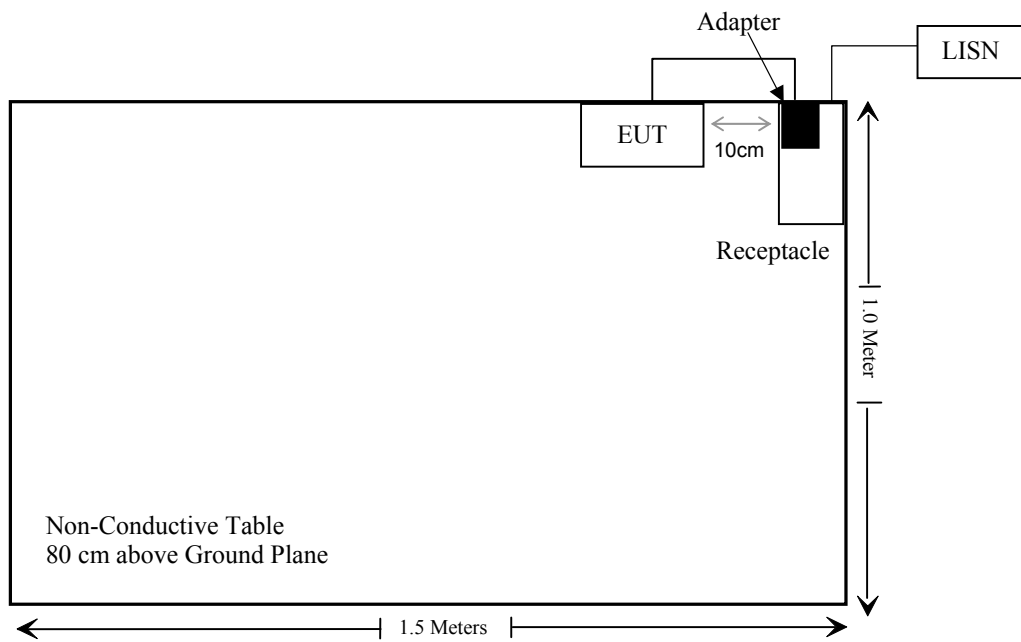 Adapter
LISN
EUT
10cm
Receptacle
1.0 Meter
Non-Conductive Table
80 cm above Ground Plane
1.5 Meters